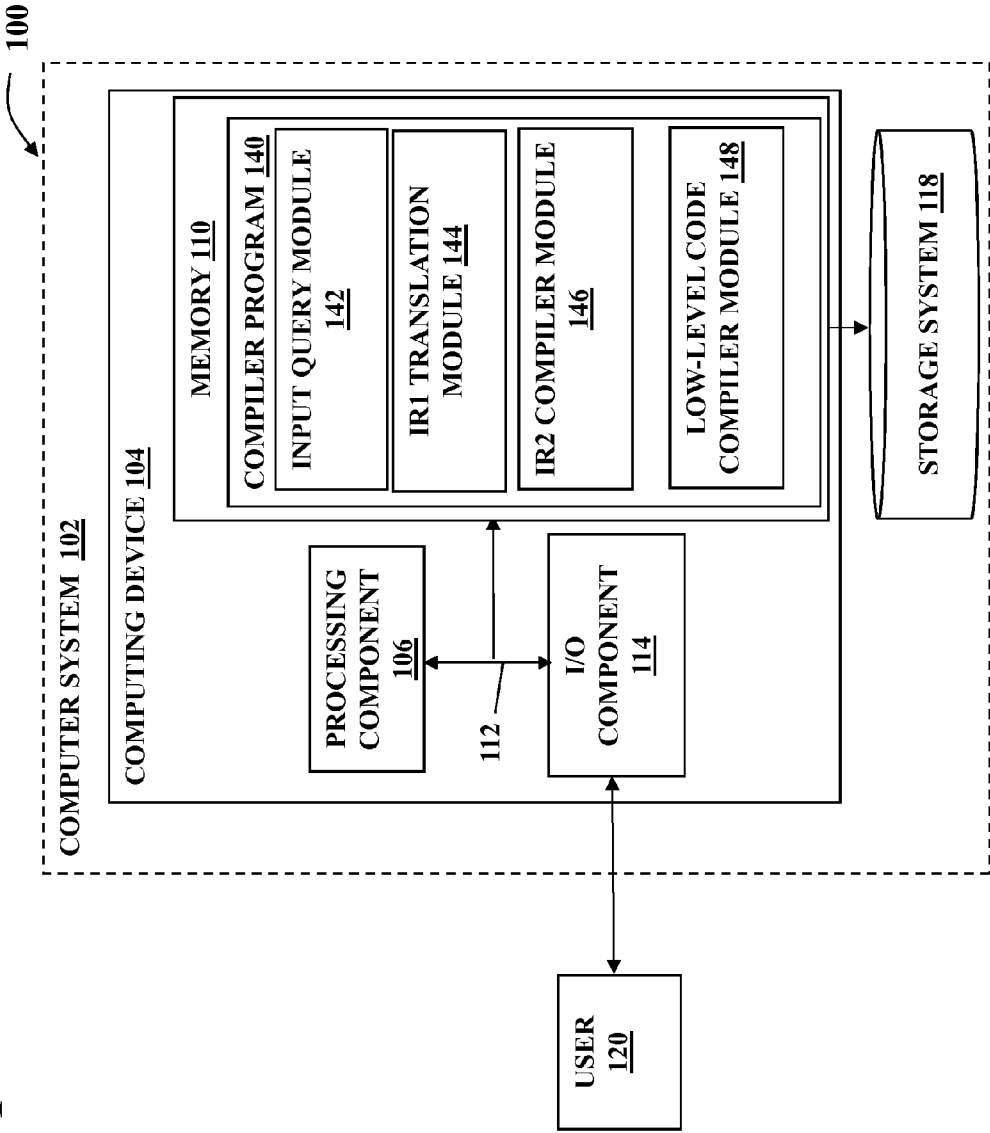 100
COMPUTER SYSTEM 102
COMPUTING DEVICE 104
MEMORY 110
COMPILER PROGRAM 140
INPUT QUERY MODULE
142
IR1 TRANSLATION
MODULE 144
IR2 COMPILER MODULE
146
LOW-LEVEL CODE
COMPILER MODULE 148
PROCESSING
COMPONENT
106
112
I/O
COMPONENT
114
STORAGE SYSTEM 118
USER
120